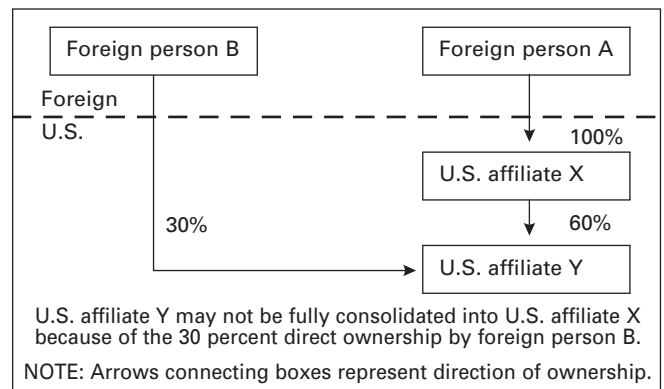 Foreign person B
Foreign person A
Foreign
U.S.
100%
U.S. affiliate X
30%
60%
U.S. affiliate Y
U.S. affiliate Y may not be fully consolidated into U.S. affiliate X
because of the 30 percent direct ownership by foreign person B.
NOTE: Arrows connecting boxes represent direction of ownership.